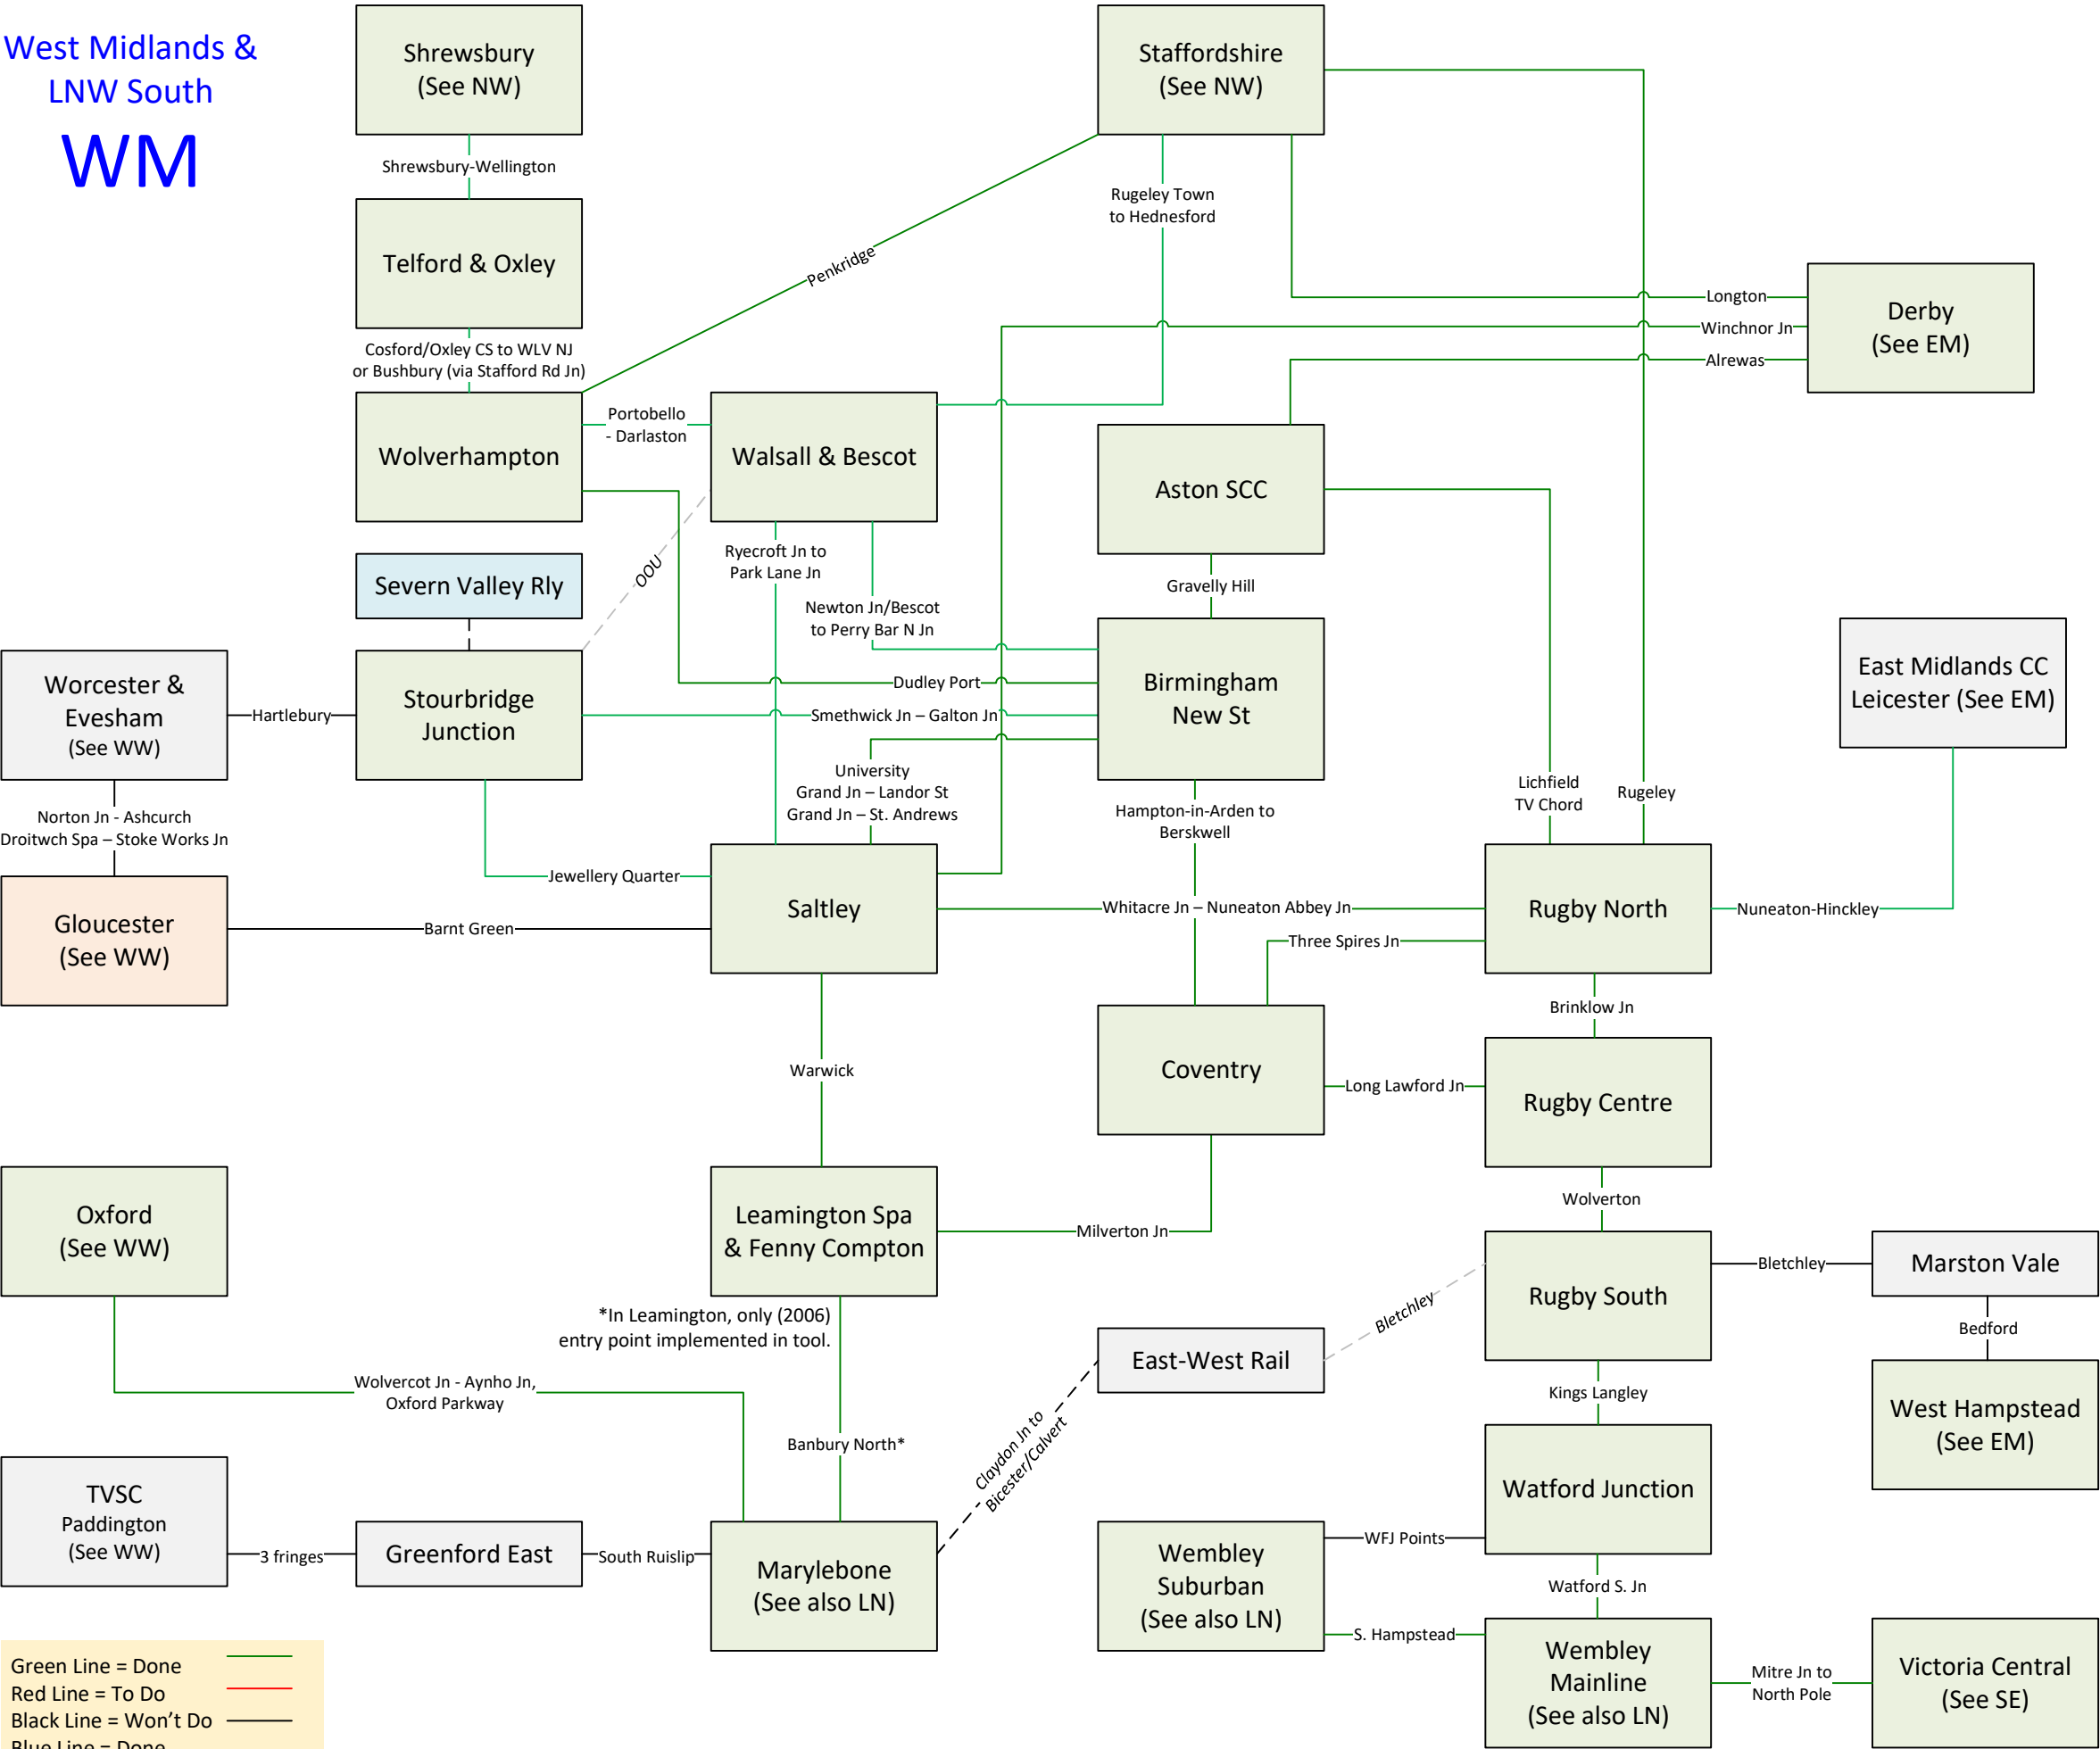 West Midlands &
LNW South
WM
Shrewsbury
(See NW)
Staffordshire
(See NW)
Shrewsbury-Wellington
Rugeley Town
to Hednesford
Telford & Oxley
Penkridge
Longton
Winchnor Jn
Alrewas
Derby
(See EM)
Cosford/Oxley CS to WLV NJ
or Bushbury (via Stafford Rd Jn)
Wolverhampton
Portobello
- Darlaston
Walsall & Bescot
Aston SCC
OOU
Ryecroft Jn to
Park Lane Jn
Newton Jn/Bescot
to Perry Bar N Jn
Gravelly Hill
Severn Valley Rly
Worcester &
Evesham
(See WW)
Hartlebury
Stourbridge
Junction
Dudley Port
Smethwick Jn – Galton Jn
Birmingham
New St
East Midlands CC
Leicester (See EM)
University
Grand Jn – Landor St
Grand Jn – St. Andrews
Hampton-in-Arden to
Berskwell
Lichfield
TV Chord
Rugeley
Norton Jn - Ashcurch
Droitwch Spa – Stoke Works Jn
Jewellery Quarter
Gloucester
(See WW)
Barnt Green
Saltley
Whitacre Jn – Nuneaton Abbey Jn
Three Spires Jn
Rugby North
Nuneaton-Hinckley
Brinklow Jn
Warwick
Coventry
Long Lawford Jn
Rugby Centre
Wolverton
Oxford
(See WW)
Leamington Spa
& Fenny Compton
Milverton Jn
Rugby South
Bletchley
Marston Vale
*In Leamington, only (2006)
entry point implemented in tool.
East-West Rail
Bletchley
Bedford
Wolvercot Jn - Aynho Jn,
Oxford Parkway
Banbury North*
Claydon Jn to
Bicester/Calvert
Kings Langley
West Hampstead
(See EM)
Watford Junction
TVSC
Paddington
(See WW)
3 fringes
Greenford East
South Ruislip
Marylebone
(See also LN)
Wembley
Suburban
(See also LN)
WFJ Points
Watford S. Jn
S. Hampstead
Wembley
Mainline
(See also LN)
Mitre Jn to
North Pole
Victoria Central
(See SE)
Green Line = Done
Red Line = To Do
Black Line = Won't Do
Blue Line = Done